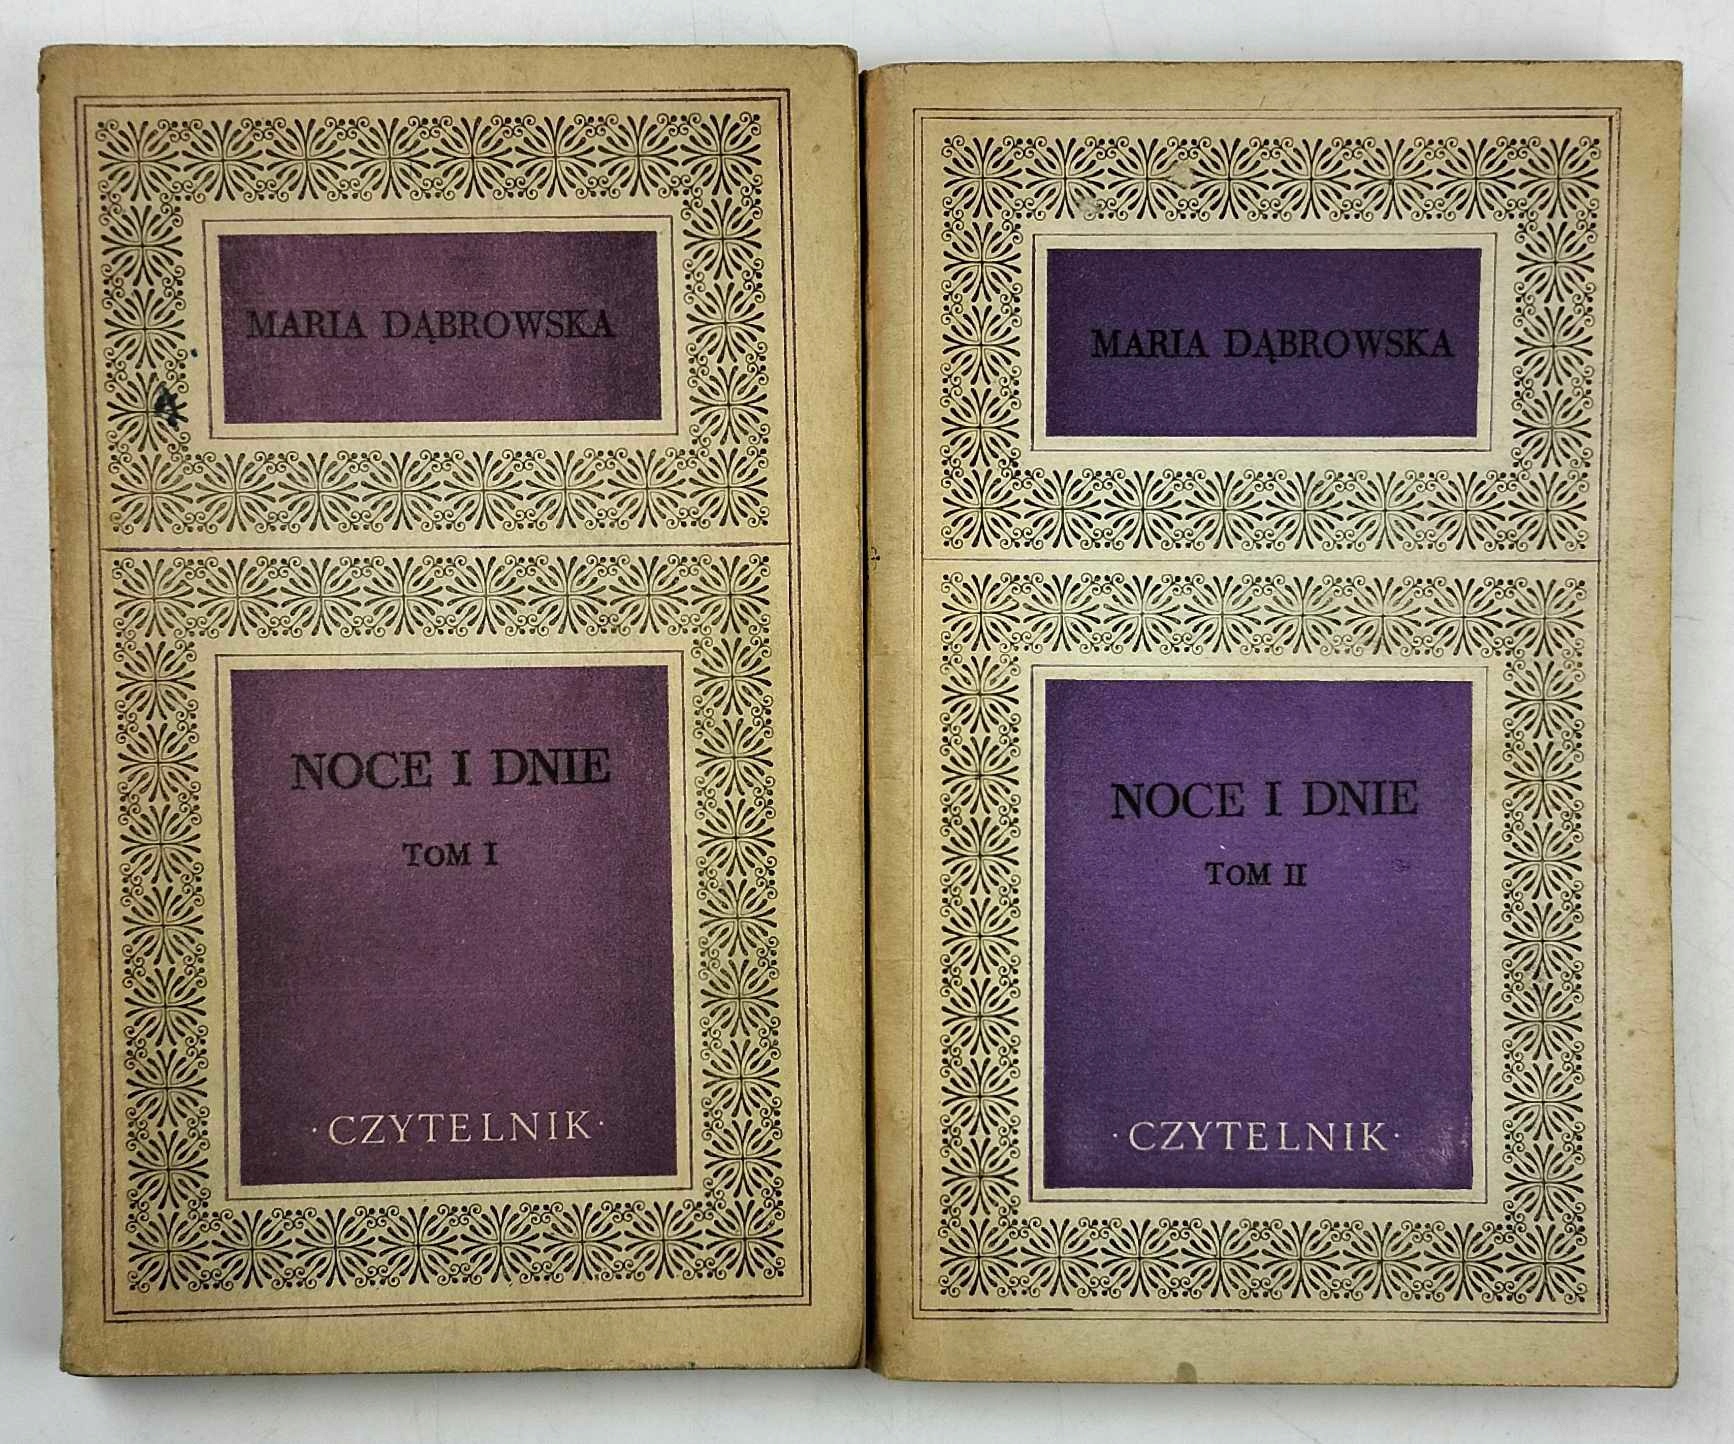 MARIA DĄBROWSKA
NOCE I DNIE
TOM I
·CZYTELNIK·
MARIA DĄBROWSKA
NOCE I DNIE
TOM II
·CZYTELNIK·